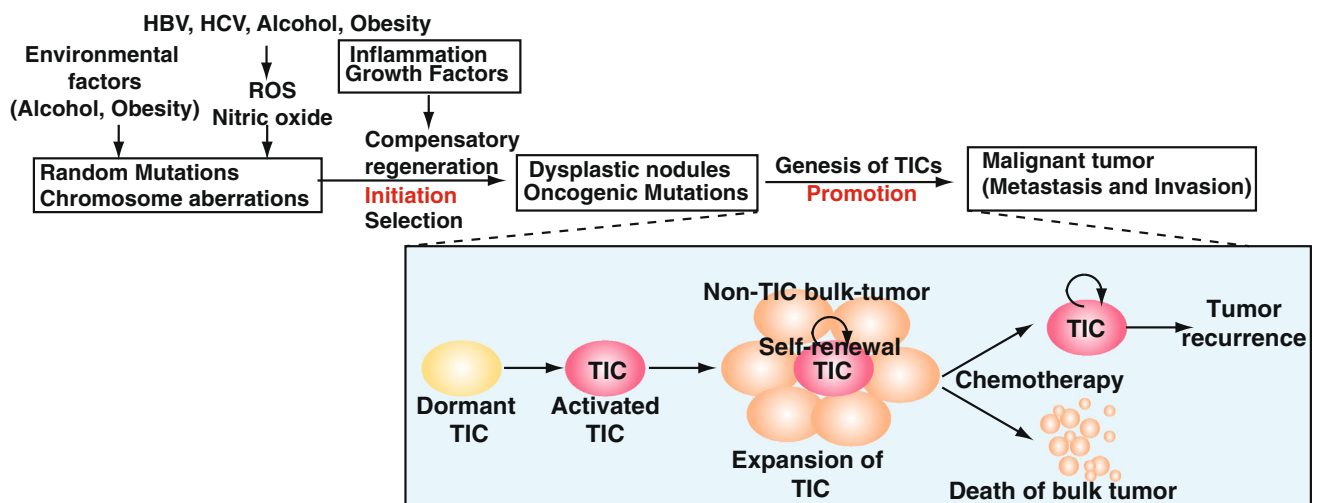 HBV, HCV, Alcohol, Obesity
Environmental
factors
(Alcohol, Obesity)
ROS
Nitric oxide
Inflammation
Growth Factors
Random Mutations
Chromosome aberrations
Compensatory
regeneration
Initiation
Selection
Dysplastic nodules
Oncogenic Mutations
Genesis of TICs
Promotion
Malignant tumor
(Metastasis and Invasion)
Dormant
TIC
TIC
Activated
TIC
Non-TIC bulk-tumor
Self-renewal
TIC
Expansion of
TIC
Chemotherapy
TIC
Tumor
recurrence
Death of bulk tumor